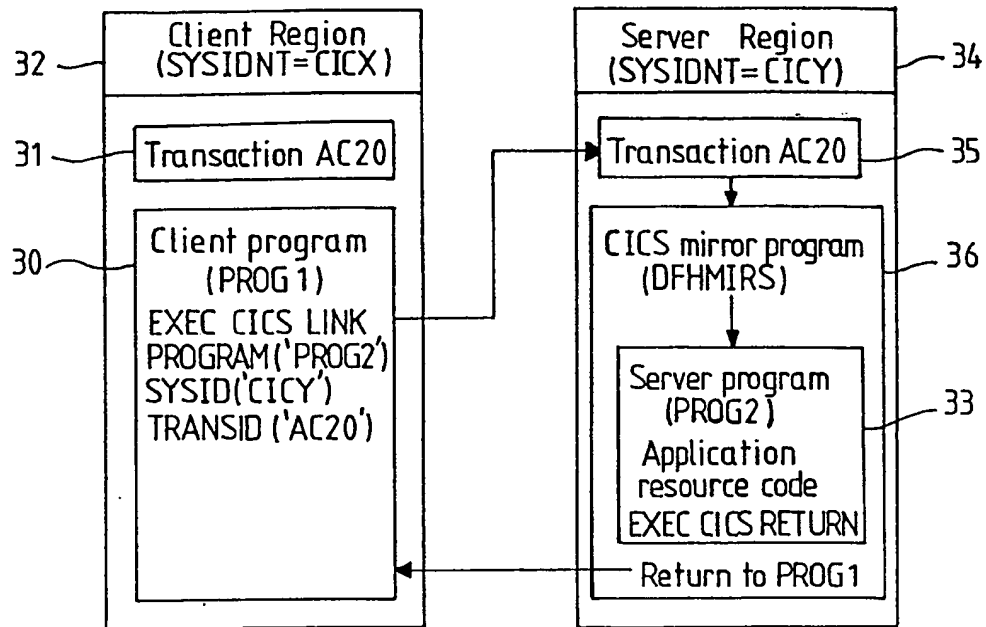 32
Client Region
(SYSIDNT=CICX)
31
Transaction AC20
30
Client program
(PROG1)
EXEC CICS LINK
PROGRAM('PROG2')
SYSID('CICY')
TRANSID('AC20')
Server Region
(SYSIDNT=CICY)
34
Transaction AC20
35
CICS mirror program
(DFHMIRS)
36
Server program
(PROG2)
33
Application
resource code
EXEC CICS RETURN
Return to PROG1